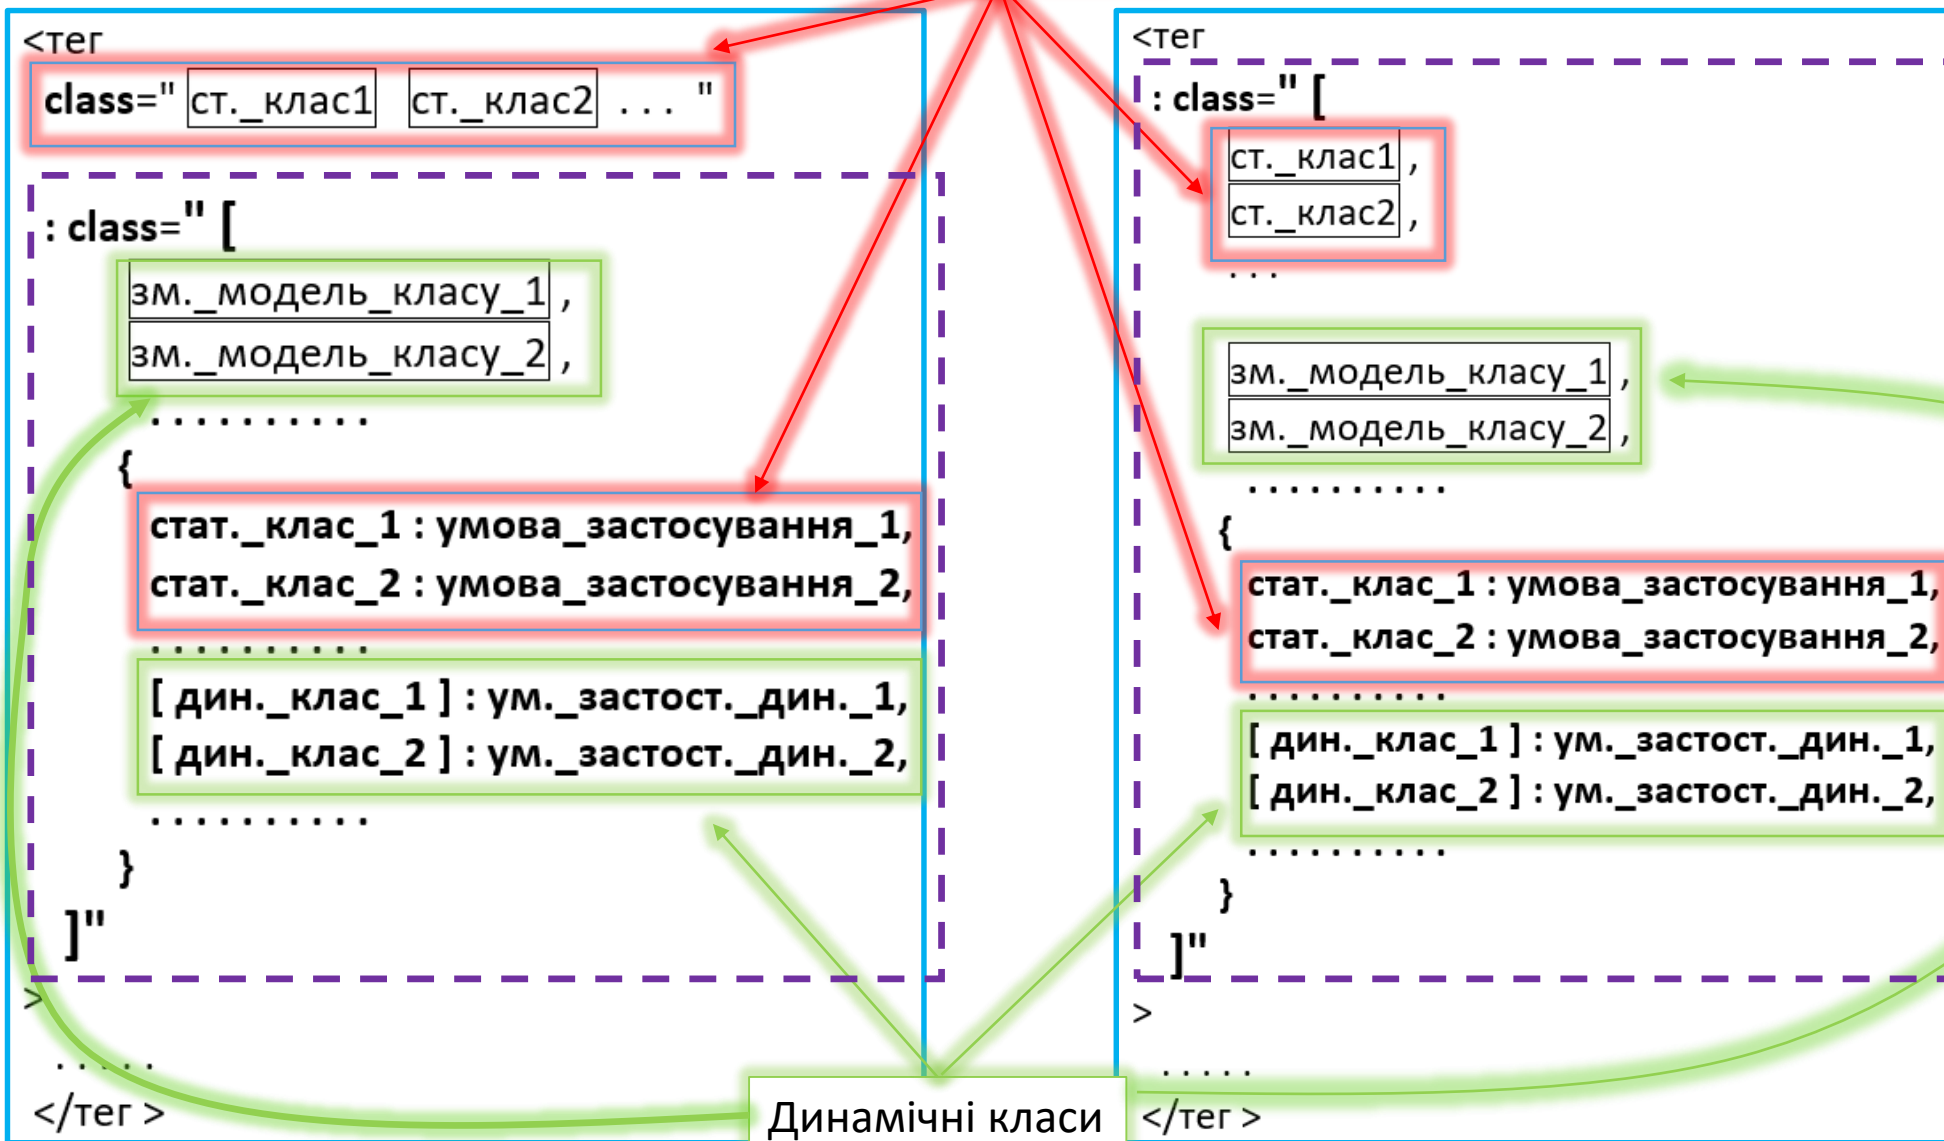 <тег
class=" ст._клас1 ст._клас2 . . . "
: class=" [
зм._модель_класу_1 ,
зм._модель_класу_2 ,
. . . . . . . . . .
{
стат._клас_1 : умова_застосування_1,
стат._клас_2 : умова_застосування_2,
. . . . . . . . . .
[ дин._клас_1 ] : ум._застост._дин._1,
[ дин._клас_2 ] : ум._застост._дин._2,
. . . . . . . . . .
}
]"
>
. . . . .
</тег >
<тег
: class=" [
ст._клас1 ,
ст._клас2 ,
. . .
зм._модель_класу_1 ,
зм._модель_класу_2 ,
. . . . . . . . . .
{
стат._клас_1 : умова_застосування_1,
стат._клас_2 : умова_застосування_2,
. . . . . . . . . .
[ дин._клас_1 ] : ум._застост._дин._1,
[ дин._клас_2 ] : ум._застост._дин._2,
. . . . . . . . . .
}
]"
>
. . . . .
</тег >
Динамічні класи